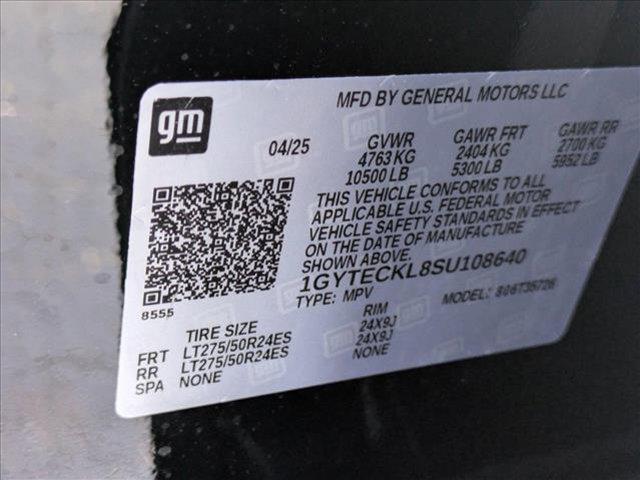 gm
MFD BY GENERAL MOTORS LLC
04/25 GVWR GAWR FRT GAWR RR
4763 KG 2404 KG 2700 KG
10500 LB 5300 LB 5952 LB
THIS VEHICLE CONFORMS TO ALL
APPLICABLE U.S. FEDERAL MOTOR
VEHICLE SAFETY STANDARDS IN EFFECT
ON THE DATE OF MANUFACTURE
SHOWN ABOVE.
1GYTECKL8SU108640
TYPE: MPV MODEL:
8555
TIRE SIZE RIM
FRT LT275/50R24ES 24X9J
RR LT275/50R24ES 24X9J
SPA NONE NONE